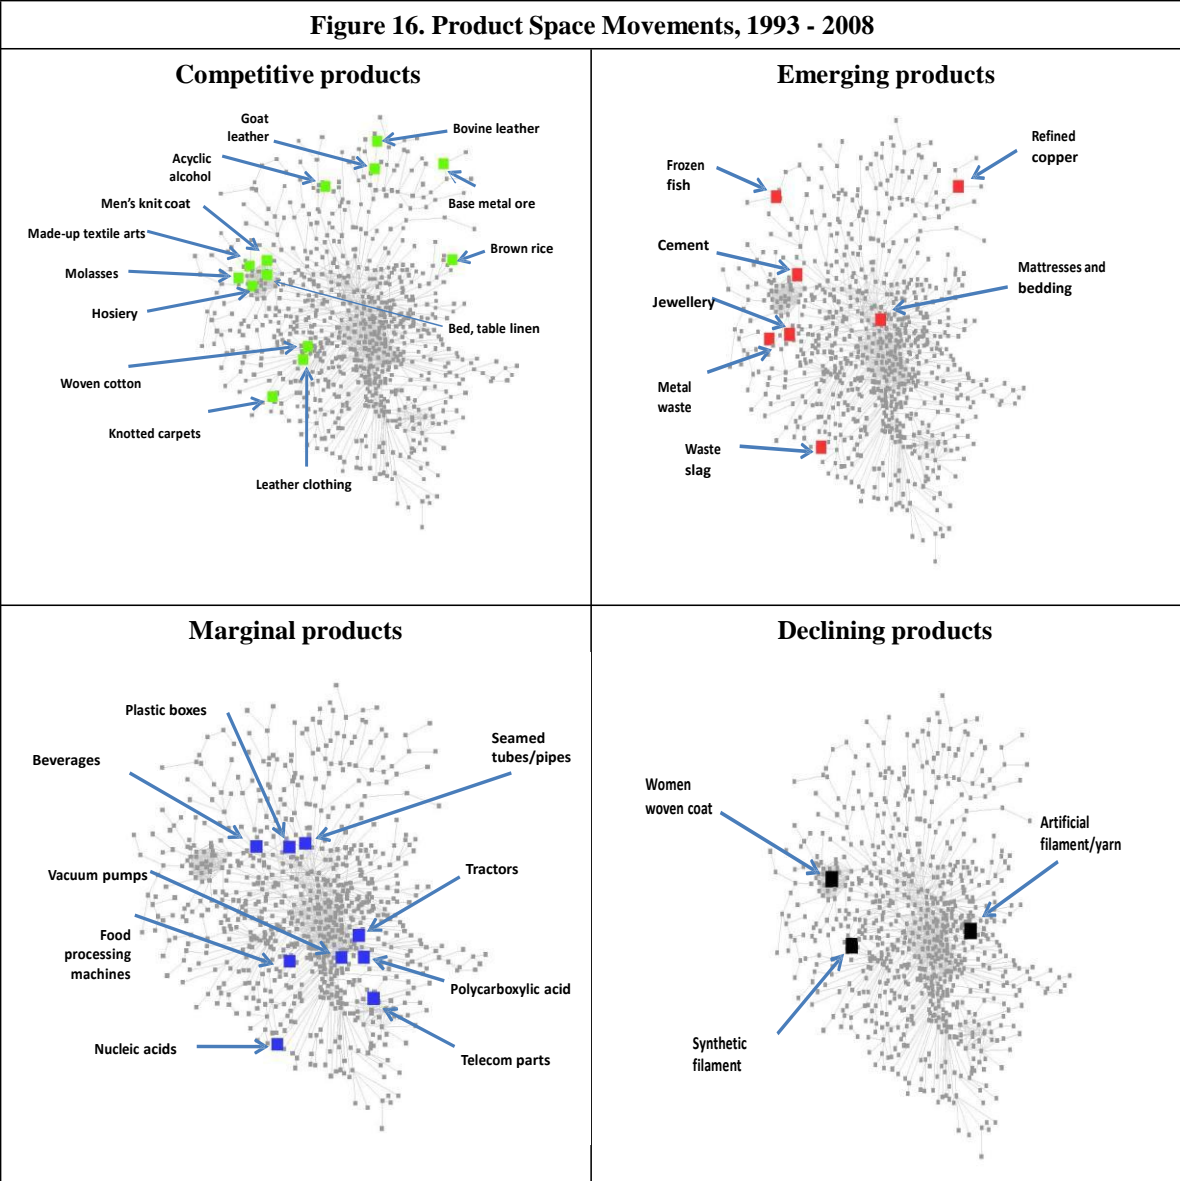 Figure 16. Product Space Movements, 1993 - 2008
Competitive products
Goat
leather
Bovine leather
Acyclic
alcohol
Men's knit coat
Base metal ore
Made-up textile arts
Brown rice
Molasses
Hosiery
Bed, table linen
Woven cotton
Knotted carpets
Leather clothing
Emerging products
Refined
copper
Frozen
fish
Cement
Mattresses and
bedding
Jewellery
Metal
waste
Waste
slag
Marginal products
Plastic boxes
Seamed
tubes/pipes
Beverages
Vacuum pumps
Tractors
Food
processing
machines
Polycarboxylic acid
Nucleic acids
Telecom parts
Declining products
Women
woven coat
Artificial
filament/yarn
Synthetic
filament